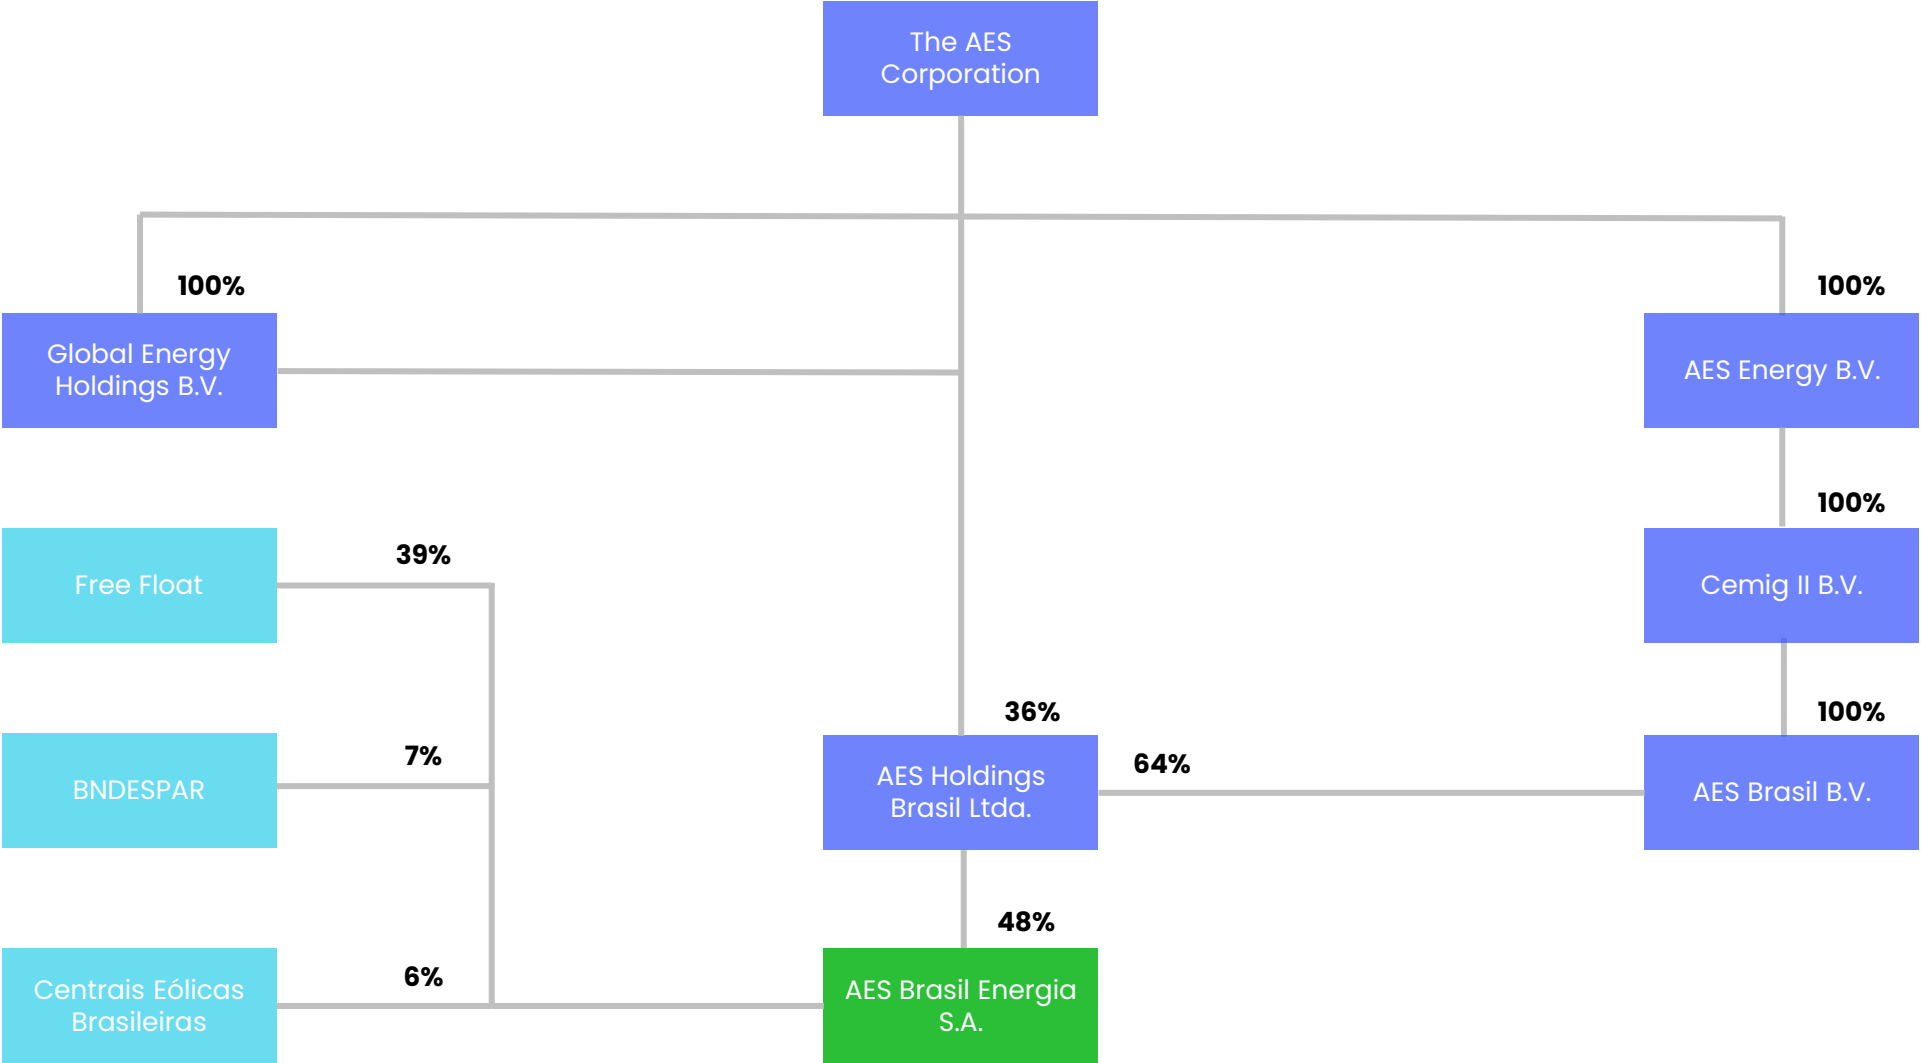 The AES
Corporation
100%
100%
Global Energy
Holdings B.V.
AES Energy B.V.
100%
39%
Free Float
Cemig II B.V.
36%
100%
7%
64%
BNDESPAR
AES Holdings
Brasil Ltda.
AES Brasil B.V.
48%
6%
Centrais Eólicas
Brasileiras
AES Brasil Energia
S.A.